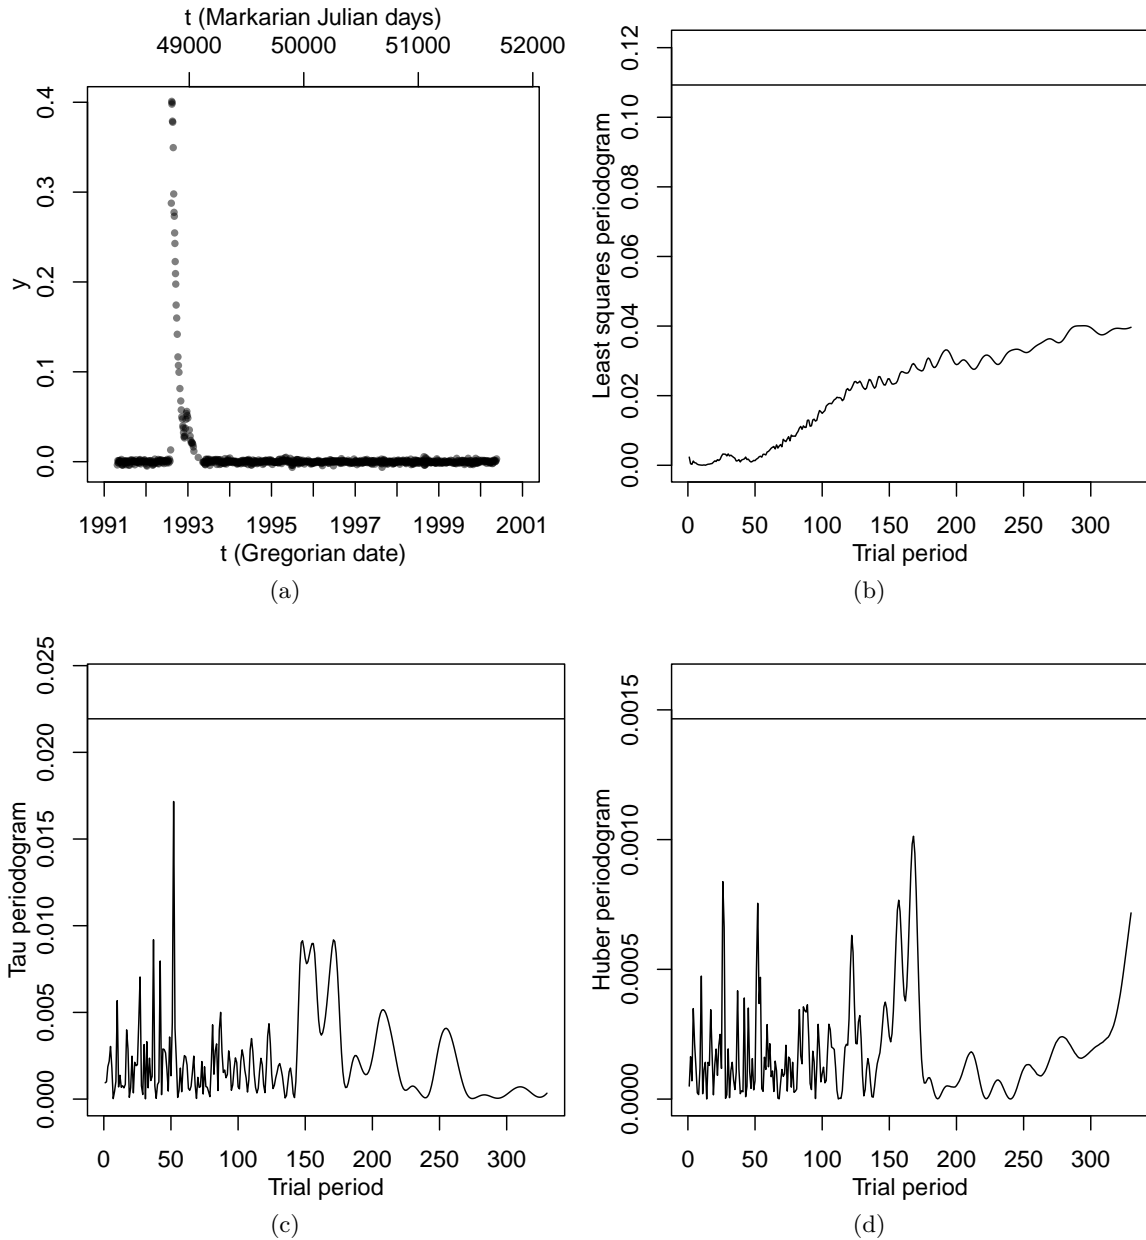 t (Markarian Julian days)
49000 50000 51000 52000
y
0.4
0.3
0.2
0.1
0.0
1991 1993 1995 1997 1999 2001
t (Gregorian date)
(a)
Least squares periodogram
0.12
0.10
0.08
0.06
0.04
0.02
0.00
0 50 100 150 200 250 300
Trial period
(b)
Tau periodogram
0.025
0.020
0.015
0.010
0.005
0.000
0 50 100 150 200 250 300
Trial period
(c)
Huber periodogram
0.0015
0.0010
0.0005
0.0000
0 50 100 150 200 250 300
Trial period
(d)